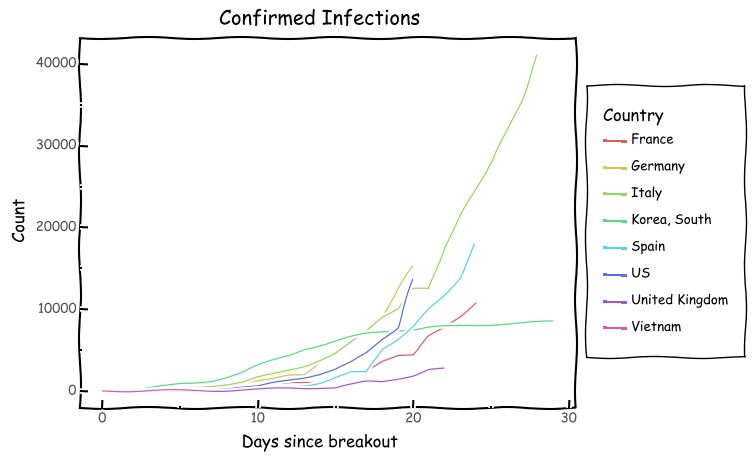 Confirmed Infections
40000
30000
20000
10000
0
Count
0
10
20
30
Days since breakout
Country
France
Germany
Italy
Korea, South
Spain
US
United Kingdom
Vietnam